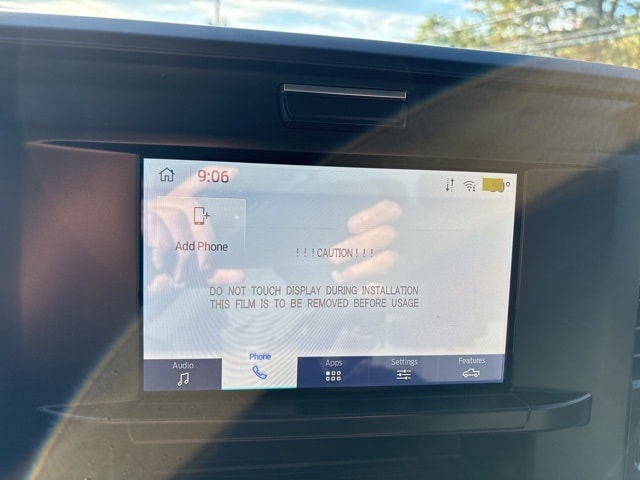 9:06
Add Phone
! ! ! CAUTION ! ! !
DO NOT TOUCH DISPLAY DURING INSTALLATION
THIS FILM IS TO BE REMOVED BEFORE USAGE
Audio
Phone
Apps
Settings
Features